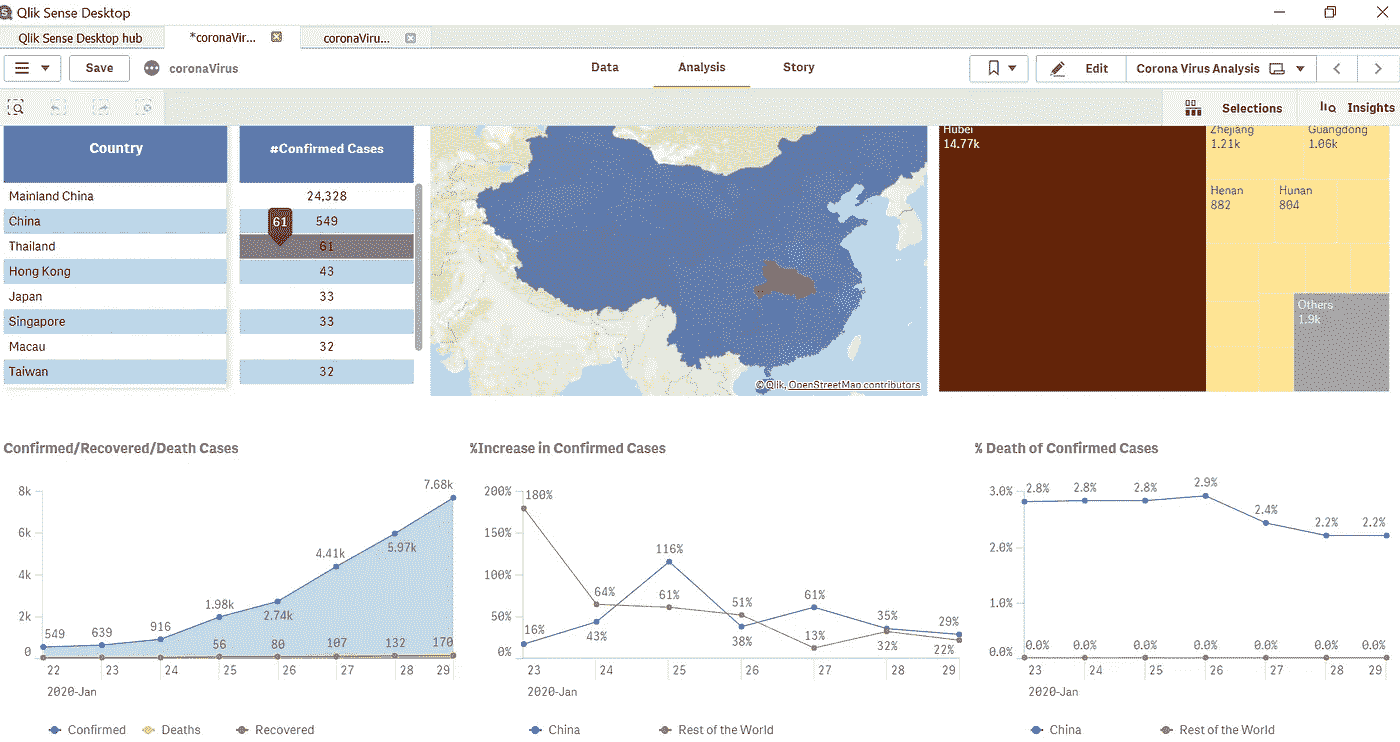 Qlik Sense Desktop
Qlik Sense Desktop hub
*coronaVir...
coronaViru...
Save
coronaVirus
Data
Analysis
Story
Edit
Corona Virus Analysis
Selections
Insights
Country
#Confirmed Cases
Mainland China 24,328
China 549
61
Thailand 61
Hong Kong 43
Japan 33
Singapore 33
Macau 32
Taiwan 32
© Qlik, OpenStreetMap contributors
Hubei
14.77k
Zhejiang
1.21k
Guangdong
1.06k
Henan
882
Hunan
804
Others
1.9k
Confirmed/Recovered/Death Cases
8k
6k
4k
2k
0
549
639
916
1.98k
2.74k
4.41k
5.97k
7.68k
56
80
107
132
170
22 23 24 25 26 27 28 29
2020-Jan
Confirmed
Deaths
Recovered
%Increase in Confirmed Cases
200%
150%
100%
50%
0%
180%
64%
61%
51%
13%
32%
22%
16%
43%
116%
38%
61%
35%
29%
23 24 25 26 27 28 29
2020-Jan
China
Rest of the World
% Death of Confirmed Cases
3.0%
2.0%
1.0%
0.0%
2.8% 2.8% 2.8% 2.9% 2.4% 2.2% 2.2%
0.0% 0.0% 0.0% 0.0% 0.0% 0.0% 0.0%
23 24 25 26 27 28 29
2020-Jan
China
Rest of the World